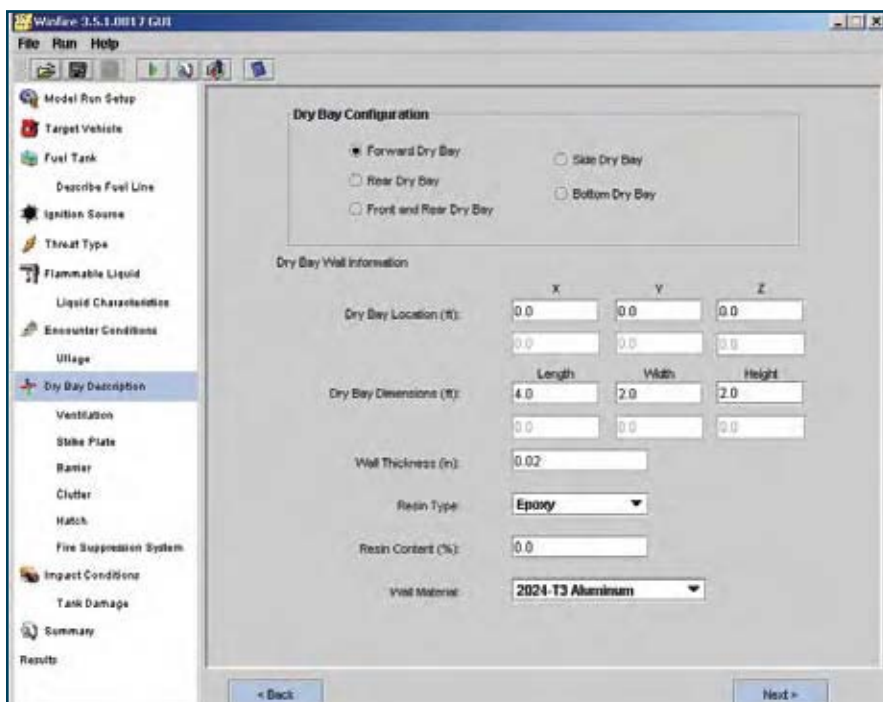 Winfire 3.5.1.0017 GUI
File Run Help
Model Run Setup
Target Vehicle
Fuel Tank
Describe Fuel Line
Ignition Source
Threat Type
Flammable Liquid
Liquid Characteristics
Encounter Conditions
Ullage
Dry Bay Description
Ventilation
Strike Plate
Barrier
Clutter
Hatch
Fire Suppression System
Impact Conditions
Tank Damage
Summary
Results
Dry Bay Configuration
Forward Dry Bay
Side Dry Bay
Rear Dry Bay
Bottom Dry Bay
Front and Rear Dry Bay
Dry Bay Wall Information
X Y Z
Dry Bay Location (ft): 0.0 0.0 0.0
0.0 0.0 0.0
Length Width Height
Dry Bay Dimensions (ft): 4.0 2.0 2.0
0.0 0.0 0.0
Wall Thickness (in): 0.02
Resin Type: Epoxy
Resin Content (%): 0.0
Wall Material: 2024-T3 Aluminum
< Back
Next >